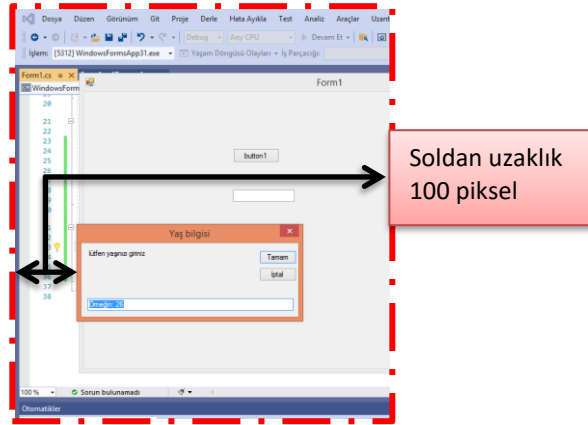 Dosya Düzen Görünüm Git Proje Derle Hata Ayıkla Test Analiz Araçlar Uzant
Debug Any CPU Devam Et
İşlem: [5312] WindowsFormsApp31.exe Yaşam Döngüsü Olayları İş Parçacığı:
Form1.cs
WindowsForm
Form1
20
21
22
23
24
25
button1
Soldan uzaklık
100 piksel
Yaş bilgisi
lütfen yaşınızı giriniz
Tamam
İptal
Örneğin: 26
37
38
100 %
Sorun bulunamadı
Otomatikler